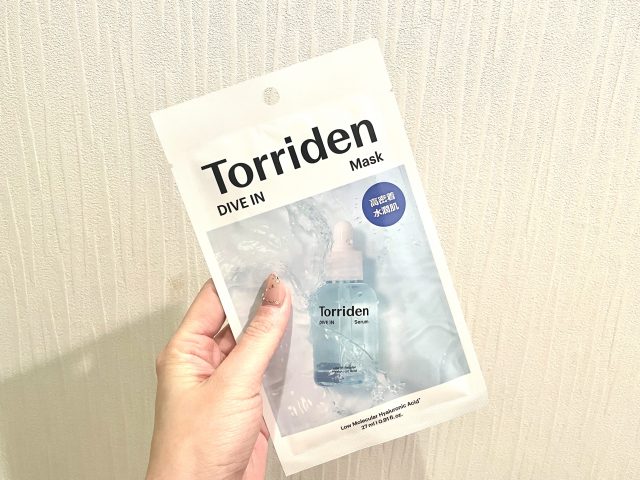 Torriden
DIVE IN
Mask
高密着
水潤肌
Torriden
DIVE IN Serum
Low Molecular Hyaluronic Acid*
27 ml / 0.91 fl. oz.